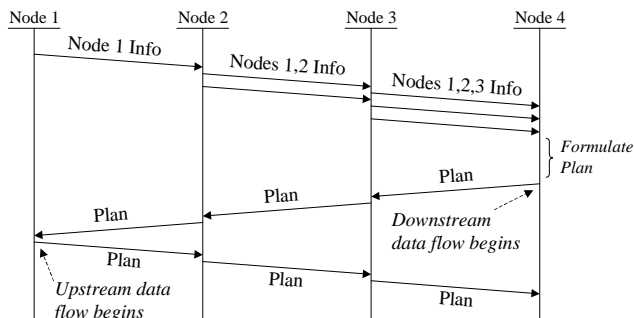 Node 1 Node 2 Node 3 Node 4
Node 1 Info
Nodes 1,2 Info
Nodes 1,2,3 Info
Formulate
Plan
Plan
Plan
Plan
Downstream
data flow begins
Plan
Plan
Plan
Upstream data
flow begins